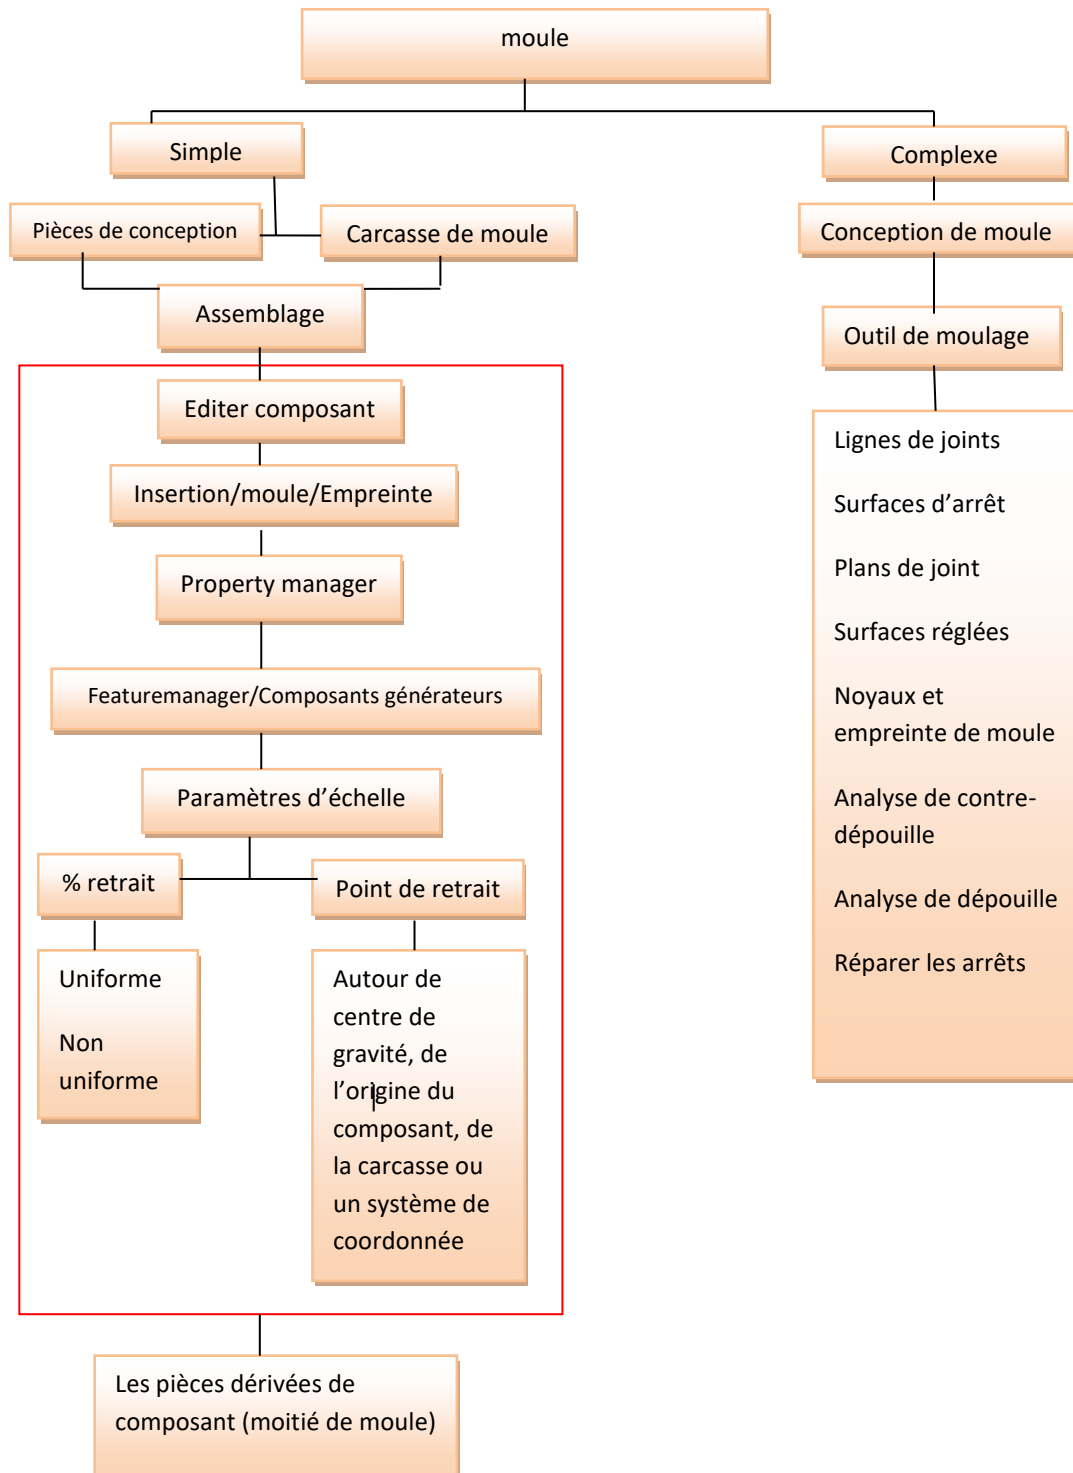 moule
Simple
Complexe
Pièces de conception
Carcasse de moule
Conception de moule
Assemblage
Outil de moulage
Editer composant
Insertion/moule/Empreinte
Property manager
Featuremanager/Composants générateurs
Paramètres d’échelle
% retrait
Point de retrait
Uniforme
Non
uniforme
Autour de
centre de
gravité, de
l’origine du
composant, de
la carcasse ou
un système de
coordonnée
Les pièces dérivées de
composant (moitié de moule)
Lignes de joints
Surfaces d’arrêt
Plans de joint
Surfaces réglées
Noyaux et
empreinte de moule
Analyse de contre-
dépouille
Analyse de dépouille
Réparer les arrêts